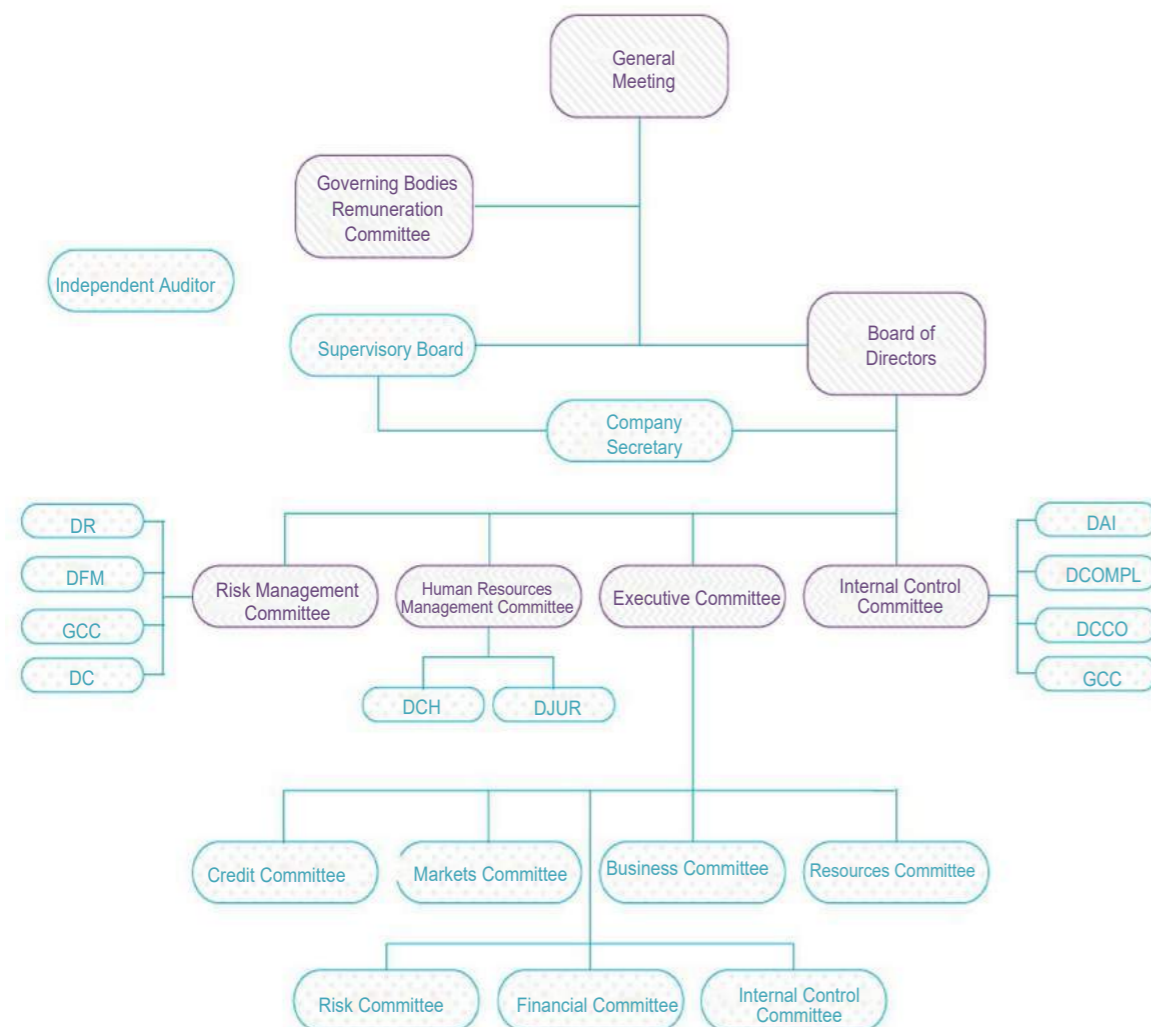 General
Meeting
Governing Bodies
Remuneration
Committee
Independent Auditor
Supervisory Board
Board of
Directors
Company
Secretary
DR
DFM
GCC
DC
Risk Management
Committee
Human Resources
Management Committee
Executive Committee
Internal Control
Committee
DAI
DCOMPL
DCCO
GCC
DCH
DJUR
Credit Committee
Markets Committee
Business Committee
Resources Committee
Risk Committee
Financial Committee
Internal Control
Committee